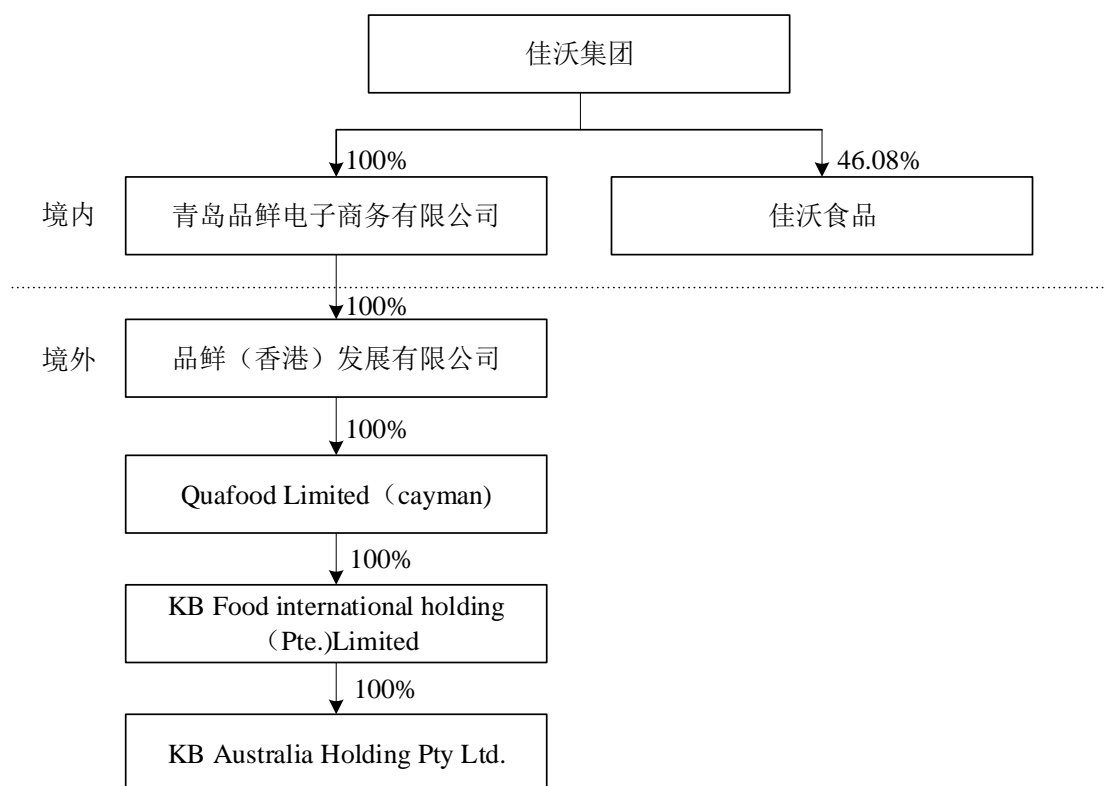 佳沃集团
100%
46.08%
境内
青岛品鲜电子商务有限公司
佳沃食品
100%
境外
品鲜（香港）发展有限公司
100%
Quafood Limited（cayman)
100%
KB Food international holding
（Pte.)Limited
100%
KB Australia Holding Pty Ltd.